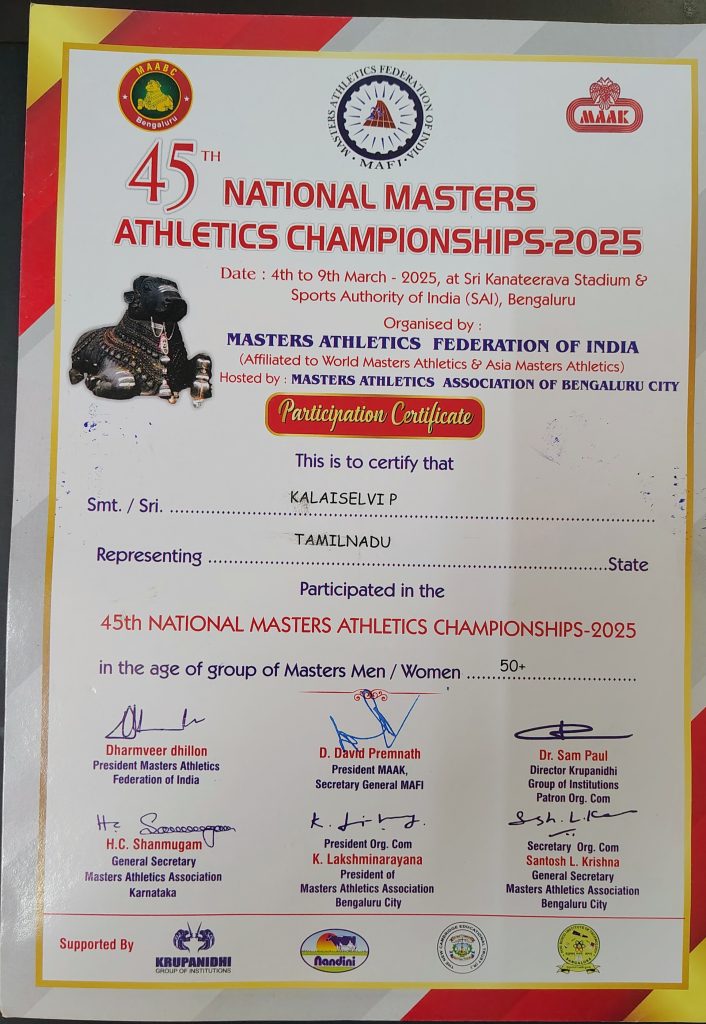 MAABC
Bengaluru
MASTERS ATHLETICS FEDERATION OF INDIA
MAFI
MAAK
45TH NATIONAL MASTERS
ATHLETICS CHAMPIONSHIPS-2025
Date : 4th to 9th March - 2025, at Sri Kanateerava Stadium &
Sports Authority of India (SAI), Bengaluru
Organised by :
MASTERS ATHLETICS FEDERATION OF INDIA
(Affiliated to World Masters Athletics & Asia Masters Athletics)
Hosted by : MASTERS ATHLETICS ASSOCIATION OF BENGALURU CITY
Participation Certificate
This is to certify that
Smt. / Sri. KALAISELVI P
Representing TAMILNADU State
Participated in the
45th NATIONAL MASTERS ATHLETICS CHAMPIONSHIPS-2025
in the age of group of Masters Men / Women 50+
Dharmveer dhillon
President Masters Athletics
Federation of India
D. David Premnath
President MAAK,
Secretary General MAFI
Dr. Sam Paul
Director Krupanidhi
Group of Institutions
Patron Org. Com
H.C. Shanmugam
General Secretary
Masters Athletics Association
Karnataka
President Org. Com
K. Lakshminarayana
President of
Masters Athletics Association
Bengaluru City
Secretary Org. Com
Santosh L. Krishna
General Secretary
Masters Athletics Association
Bengaluru City
Supported By
KRUPANIDHI
GROUP OF INSTITUTIONS
Nandini